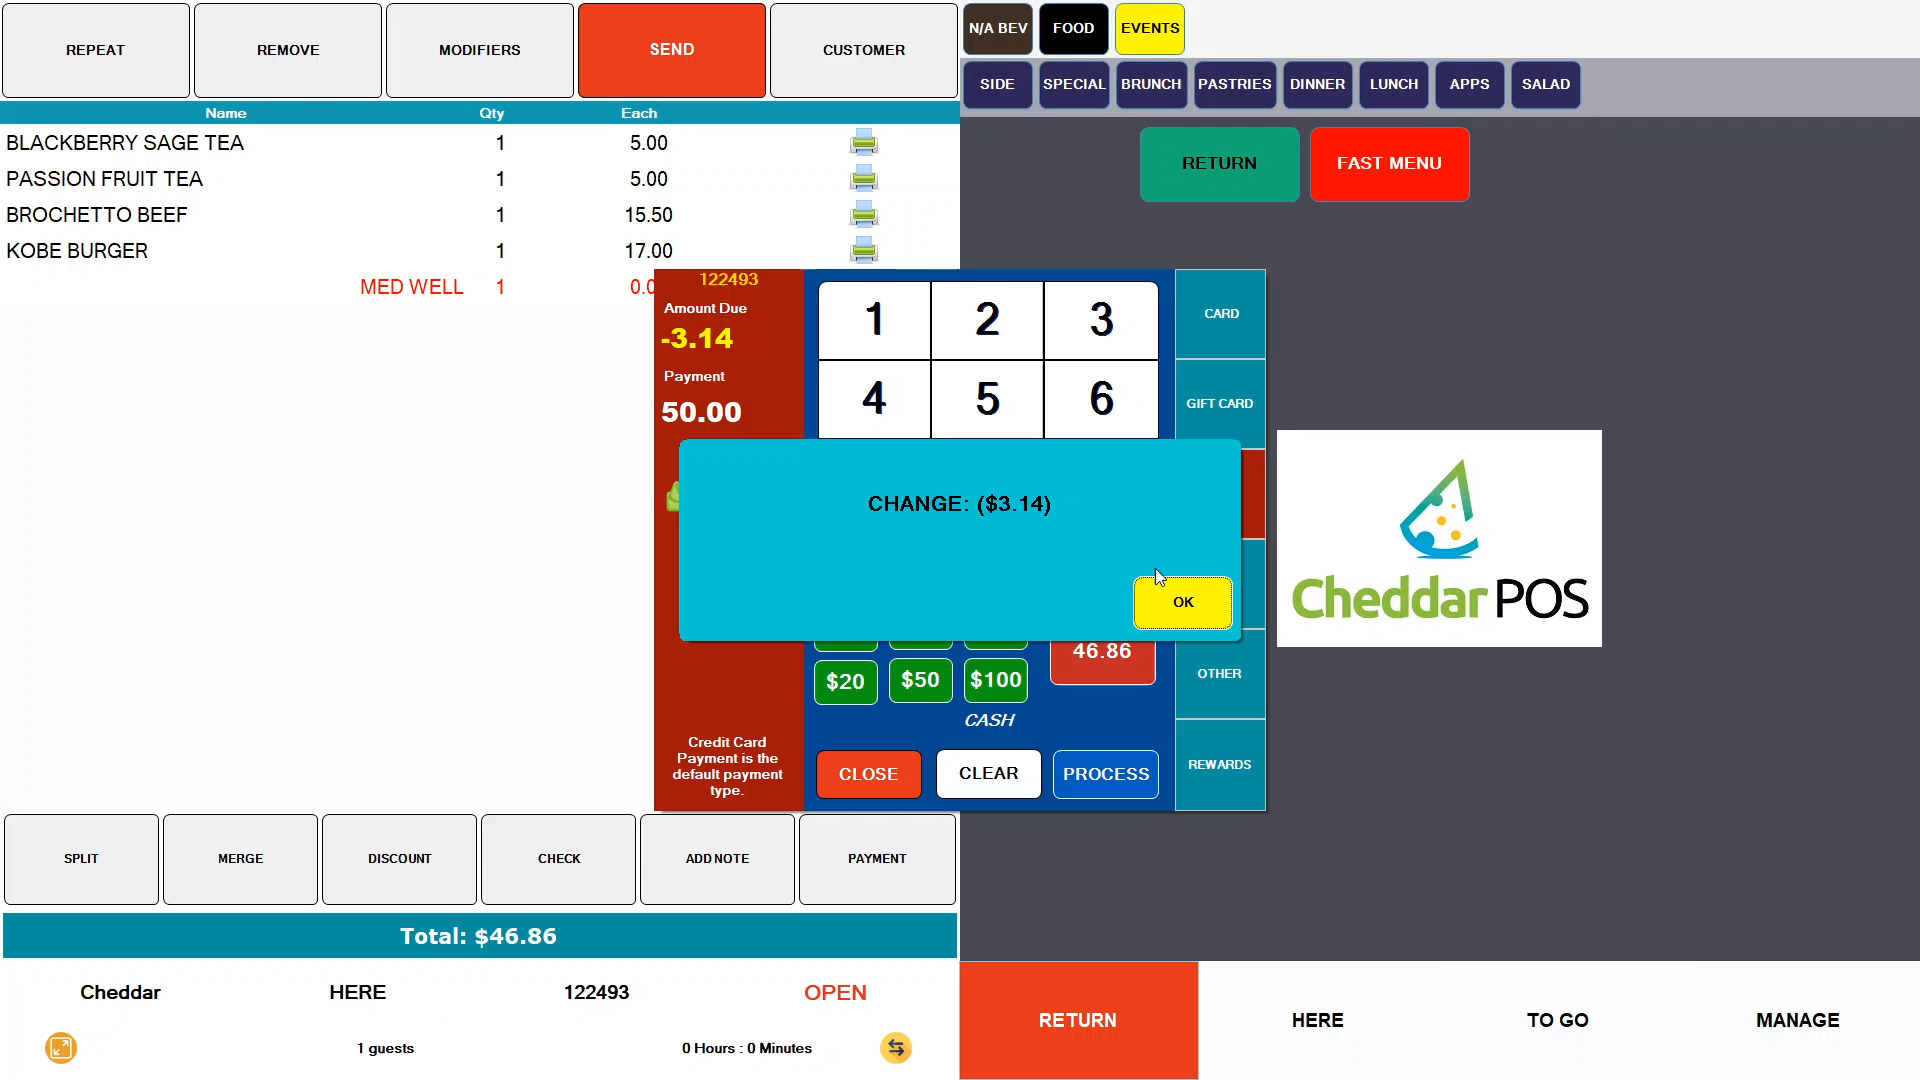 REPEAT
REMOVE
MODIFIERS
SEND
CUSTOMER
N/A BEV
FOOD
EVENTS
SIDE
SPECIAL
BRUNCH
PASTRIES
DINNER
LUNCH
APPS
SALAD
Name Qty Each
BLACKBERRY SAGE TEA 1 5.00
PASSION FRUIT TEA 1 5.00
BROCHETTO BEEF 1 15.50
KOBE BURGER 1 17.00
MED WELL 1
RETURN
FAST MENU
122493
Amount Due
-3.14
Payment
50.00
1 2 3
4 5 6
CARD
GIFT CARD
CHANGE: ($3.14)
OK
46.86
$20 $50 $100
CASH
OTHER
REWARDS
Credit Card
Payment is the
default payment
type.
CLOSE
CLEAR
PROCESS
Cheddar POS
SPLIT
MERGE
DISCOUNT
CHECK
ADD NOTE
PAYMENT
Total: $46.86
Cheddar HERE 122493 OPEN
1 guests 0 Hours : 0 Minutes
RETURN
HERE
TO GO
MANAGE